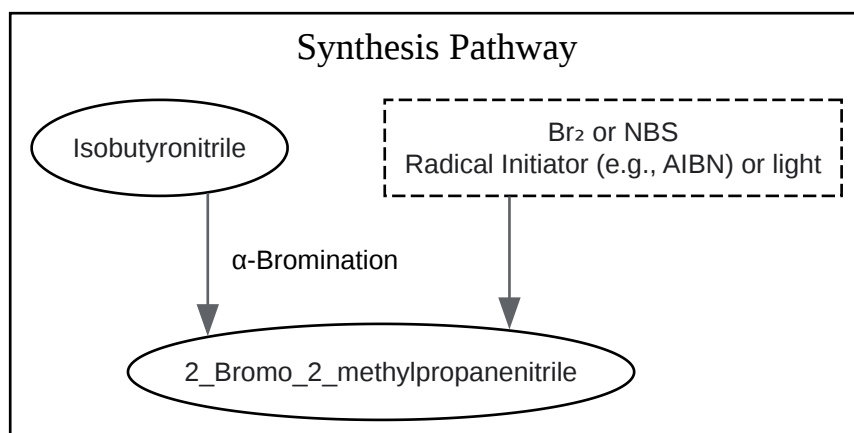 Synthesis Pathway
Isobutyronitrile
Br₂ or NBS
Radical Initiator (e.g., AIBN) or light
α-Bromination
2_Bromo_2_methylpropanenitrile